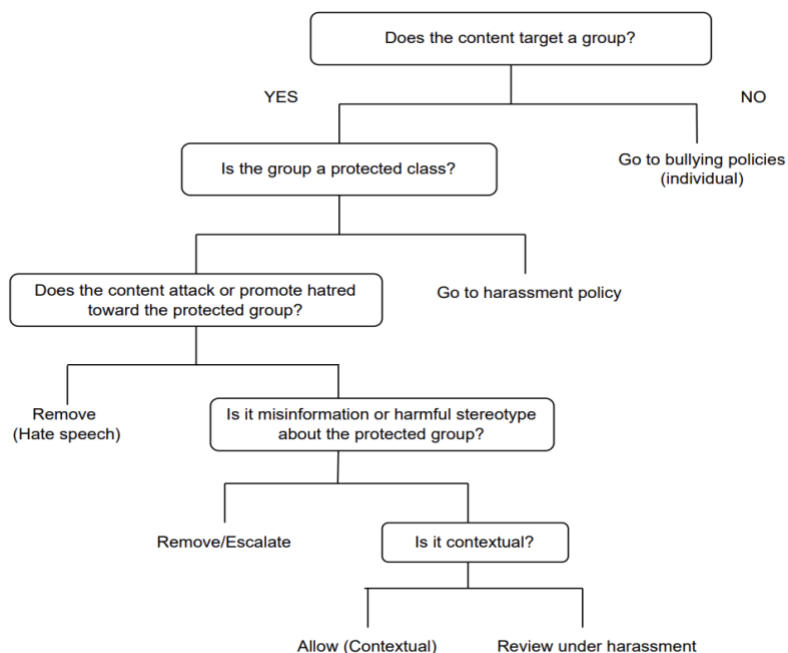 Does the content target a group?
YES
NO
Is the group a protected class?
Go to bullying policies
(individual)
Does the content attack or promote hatred
toward the protected group?
Go to harassment policy
Remove
(Hate speech)
Is it misinformation or harmful stereotype
about the protected group?
Remove/Escalate
Is it contextual?
Allow (Contextual)
Review under harassment